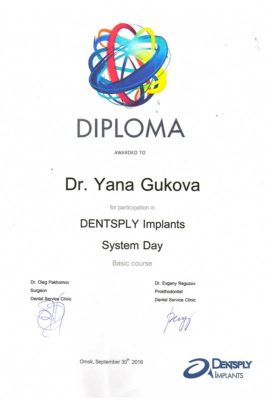 DIPLOMA
AWARDED TO
Dr. Yana Gukova
for participation in
DENTSPLY Implants
System Day
Basic course
Dr. Oleg Pakhomov
Surgeon
Dental Service Clinic
Dr. Evgeny Reguzov
Prosthodontist
Dental Service Clinic
Omsk, September 30th 2016
DENTSPLY
IMPLANTS